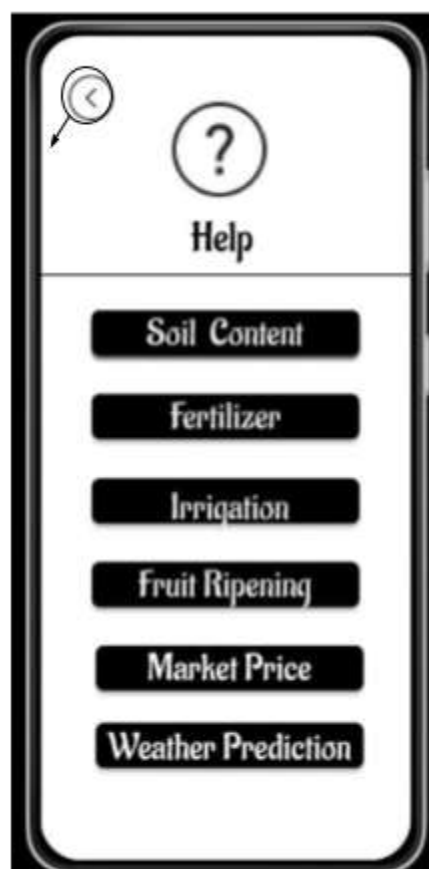 ?
Help
Soil Content
Fertilizer
Irrigation
Fruit Ripening
Market Price
Weather Prediction